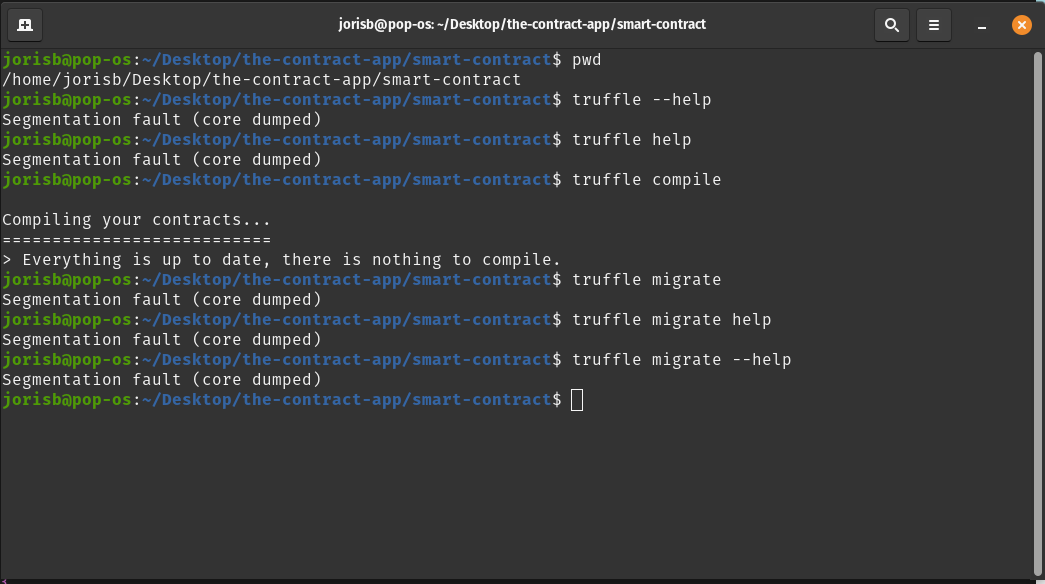 jorisb@pop-os: ~/Desktop/the-contract-app/smart-contract
jorisb@pop-os:~/Desktop/the-contract-app/smart-contract$ pwd
/home/jorisb/Desktop/the-contract-app/smart-contract
jorisb@pop-os:~/Desktop/the-contract-app/smart-contract$ truffle --help
Segmentation fault (core dumped)
jorisb@pop-os:~/Desktop/the-contract-app/smart-contract$ truffle help
Segmentation fault (core dumped)
jorisb@pop-os:~/Desktop/the-contract-app/smart-contract$ truffle compile
Compiling your contracts...
===========================
> Everything is up to date, there is nothing to compile.
jorisb@pop-os:~/Desktop/the-contract-app/smart-contract$ truffle migrate
Segmentation fault (core dumped)
jorisb@pop-os:~/Desktop/the-contract-app/smart-contract$ truffle migrate help
Segmentation fault (core dumped)
jorisb@pop-os:~/Desktop/the-contract-app/smart-contract$ truffle migrate --help
Segmentation fault (core dumped)
jorisb@pop-os:~/Desktop/the-contract-app/smart-contract$